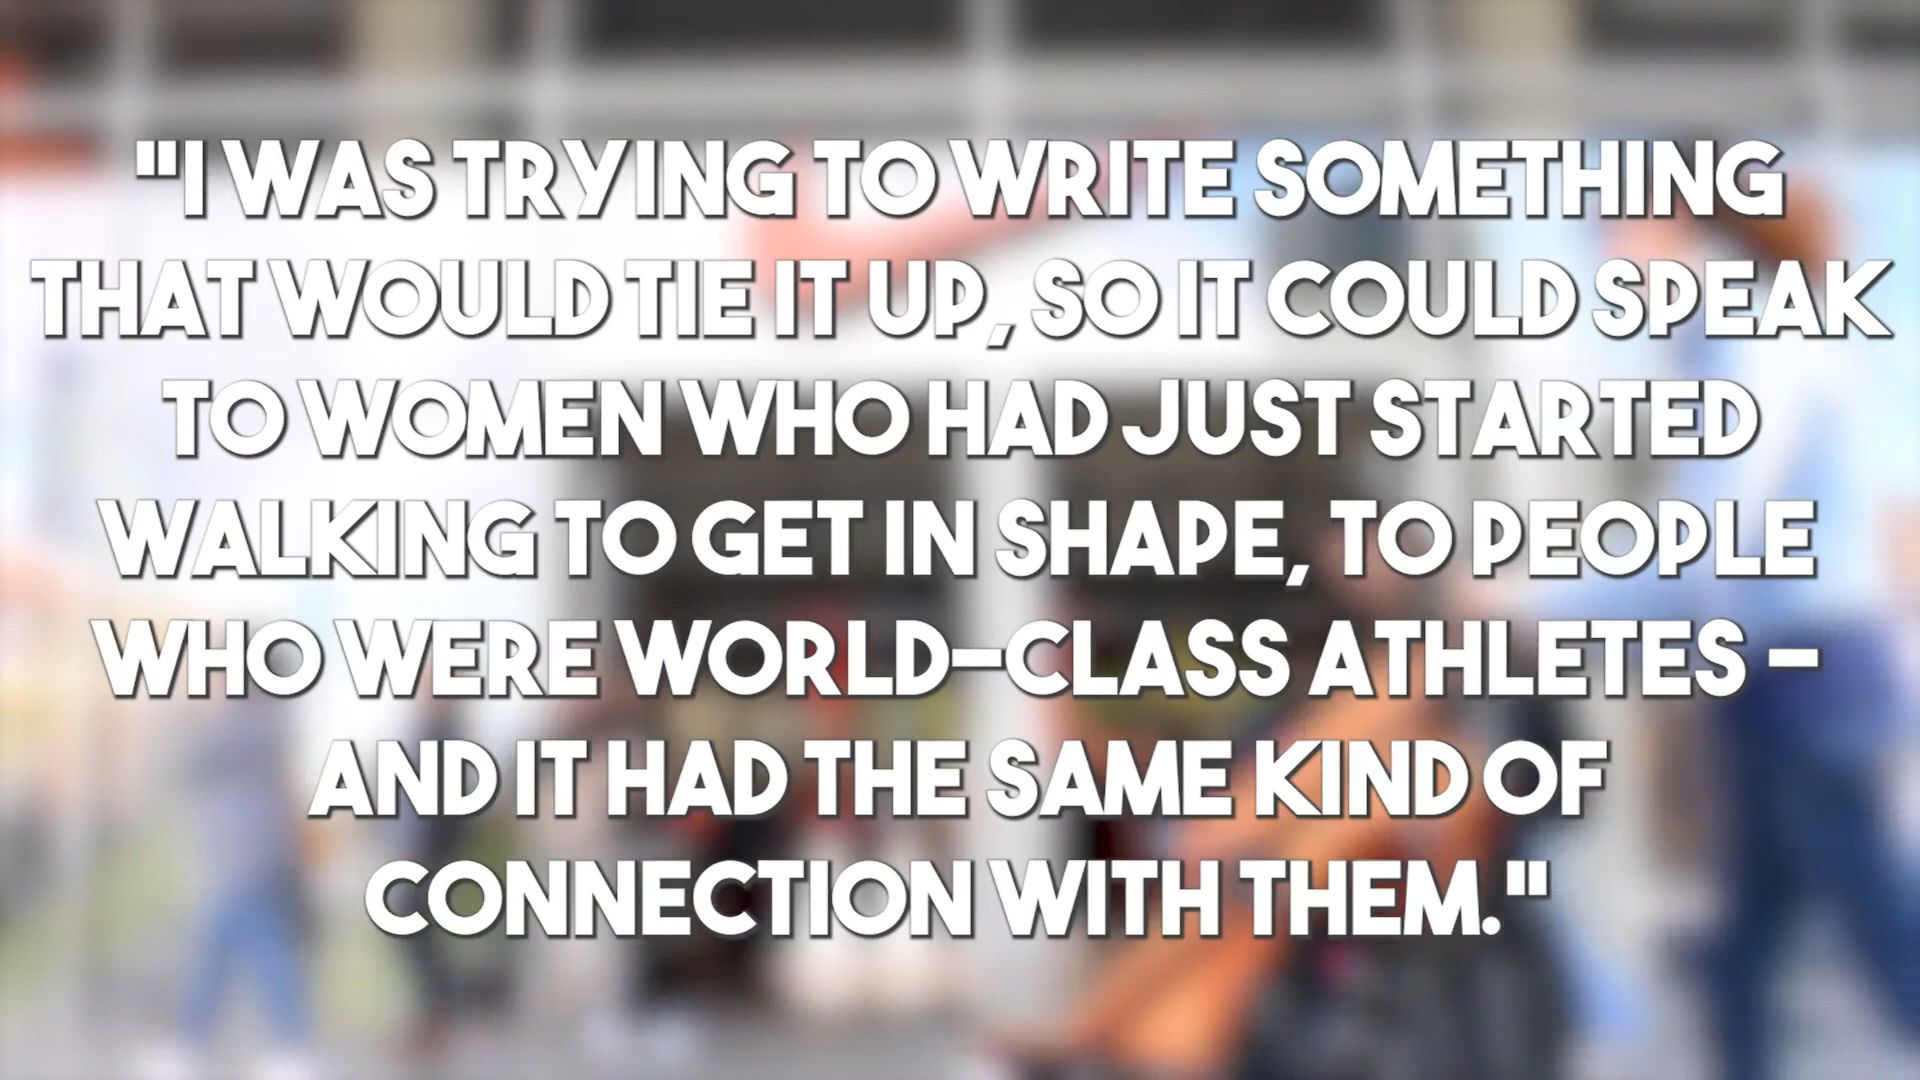 "I WAS TRYING TO WRITE SOMETHING
THAT WOULD TIE IT UP, SO IT COULD SPEAK
TO WOMEN WHO HAD JUST STARTED
WALKING TO GET IN SHAPE, TO PEOPLE
WHO WERE WORLD-CLASS ATHLETES -
AND IT HAD THE SAME KIND OF
CONNECTION WITH THEM."